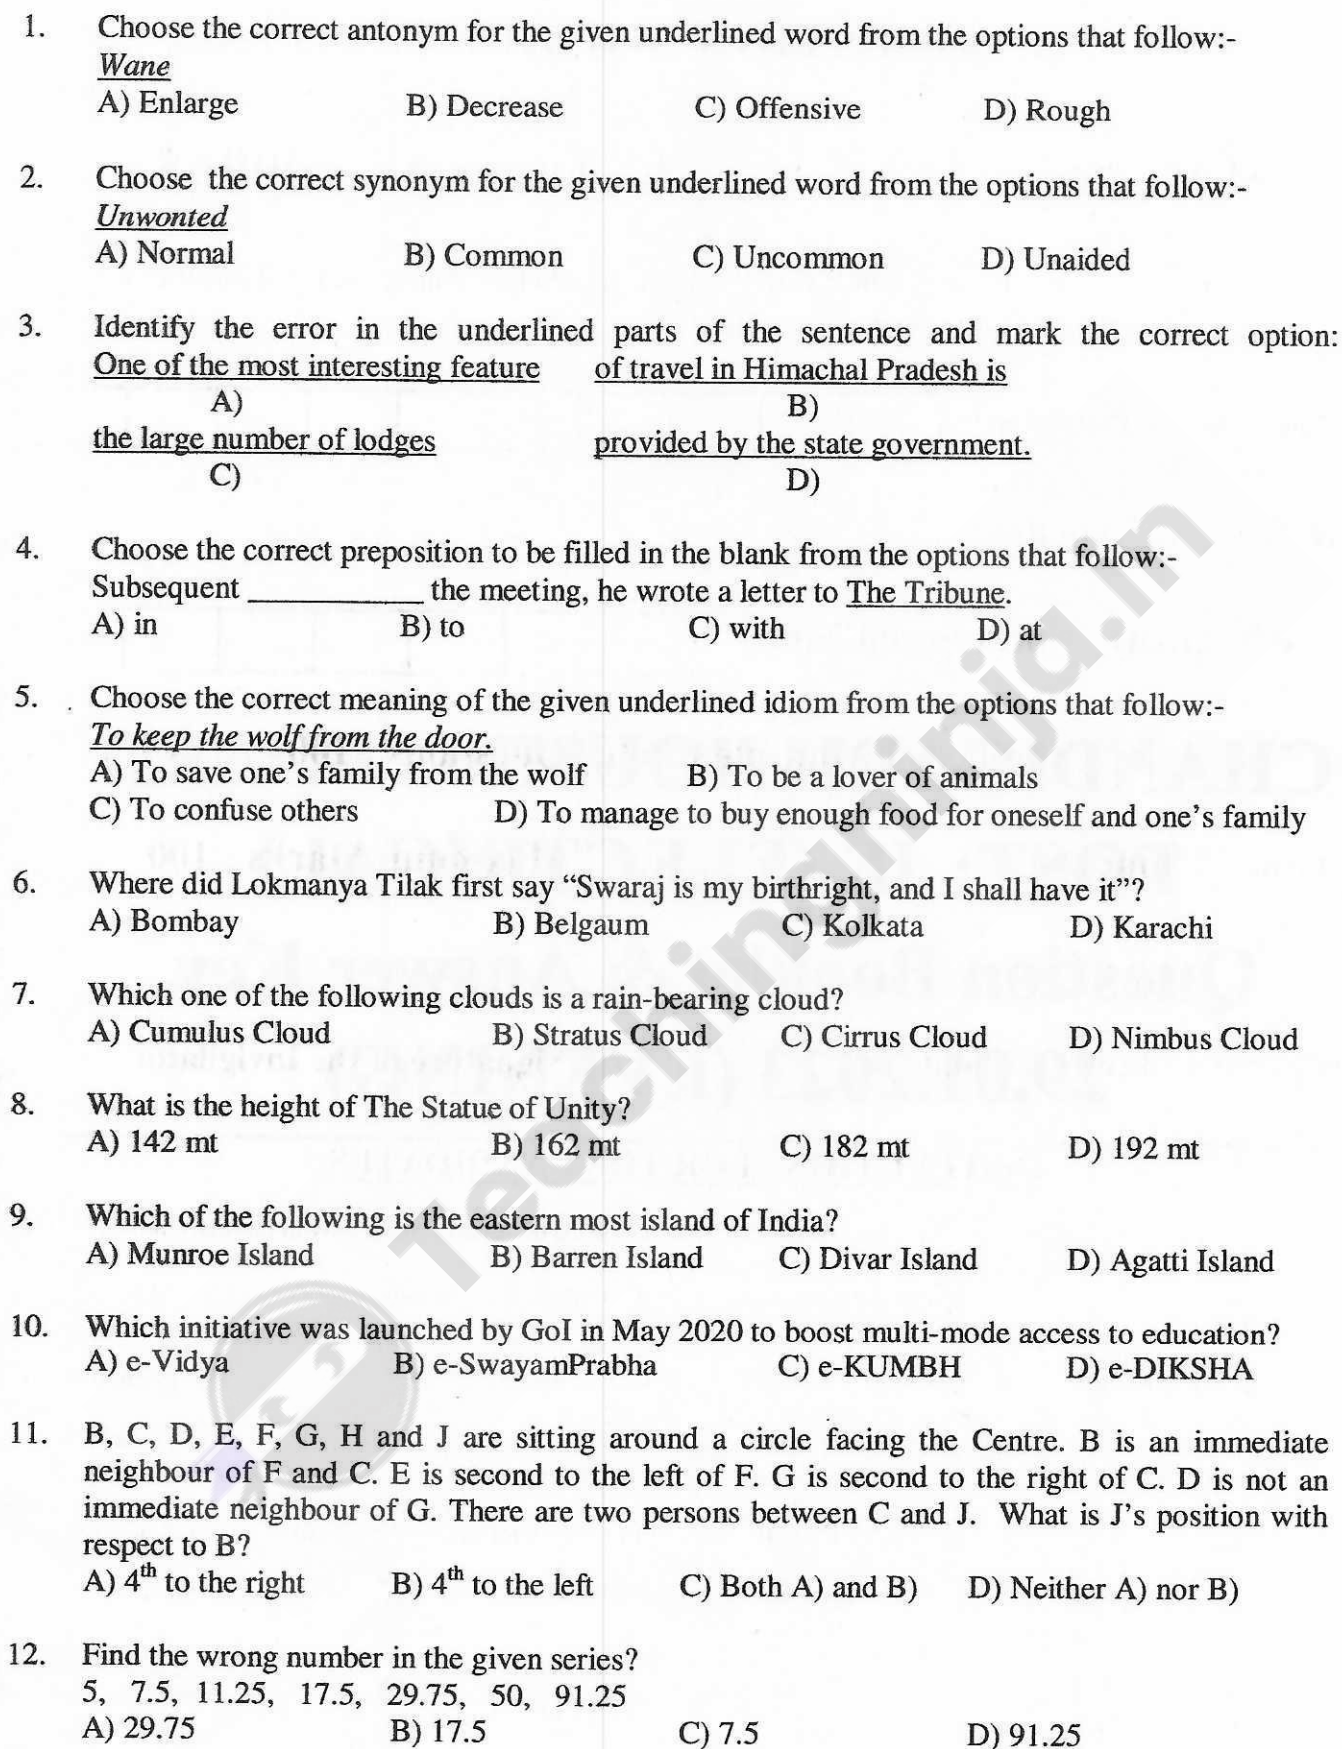 1. Choose the correct antonym for the given underlined word from the options that follow:-
Wane
A) Enlarge B) Decrease C) Offensive D) Rough
2. Choose the correct synonym for the given underlined word from the options that follow:-
Unwonted
A) Normal B) Common C) Uncommon D) Unaided
3. Identify the error in the underlined parts of the sentence and mark the correct option:
One of the most interesting feature of travel in Himachal Pradesh is
A) B)
the large number of lodges provided by the state government.
C) D)
4. Choose the correct preposition to be filled in the blank from the options that follow:-
Subsequent ____________ the meeting, he wrote a letter to The Tribune.
A) in B) to C) with D) at
5. Choose the correct meaning of the given underlined idiom from the options that follow:-
To keep the wolf from the door.
A) To save one's family from the wolf B) To be a lover of animals
C) To confuse others D) To manage to buy enough food for oneself and one's family
6. Where did Lokmanya Tilak first say “Swaraj is my birthright, and I shall have it”?
A) Bombay B) Belgaum C) Kolkata D) Karachi
7. Which one of the following clouds is a rain-bearing cloud?
A) Cumulus Cloud B) Stratus Cloud C) Cirrus Cloud D) Nimbus Cloud
8. What is the height of The Statue of Unity?
A) 142 mt B) 162 mt C) 182 mt D) 192 mt
9. Which of the following is the eastern most island of India?
A) Munroe Island B) Barren Island C) Divar Island D) Agatti Island
10. Which initiative was launched by GoI in May 2020 to boost multi-mode access to education?
A) e-Vidya B) e-SwayamPrabha C) e-KUMBH D) e-DIKSHA
11. B, C, D, E, F, G, H and J are sitting around a circle facing the Centre. B is an immediate
neighbour of F and C. E is second to the left of F. G is second to the right of C. D is not an
immediate neighbour of G. There are two persons between C and J. What is J's position with
respect to B?
A) 4th to the right B) 4th to the left C) Both A) and B) D) Neither A) nor B)
12. Find the wrong number in the given series?
5, 7.5, 11.25, 17.5, 29.75, 50, 91.25
A) 29.75 B) 17.5 C) 7.5 D) 91.25
Teachingninja.in